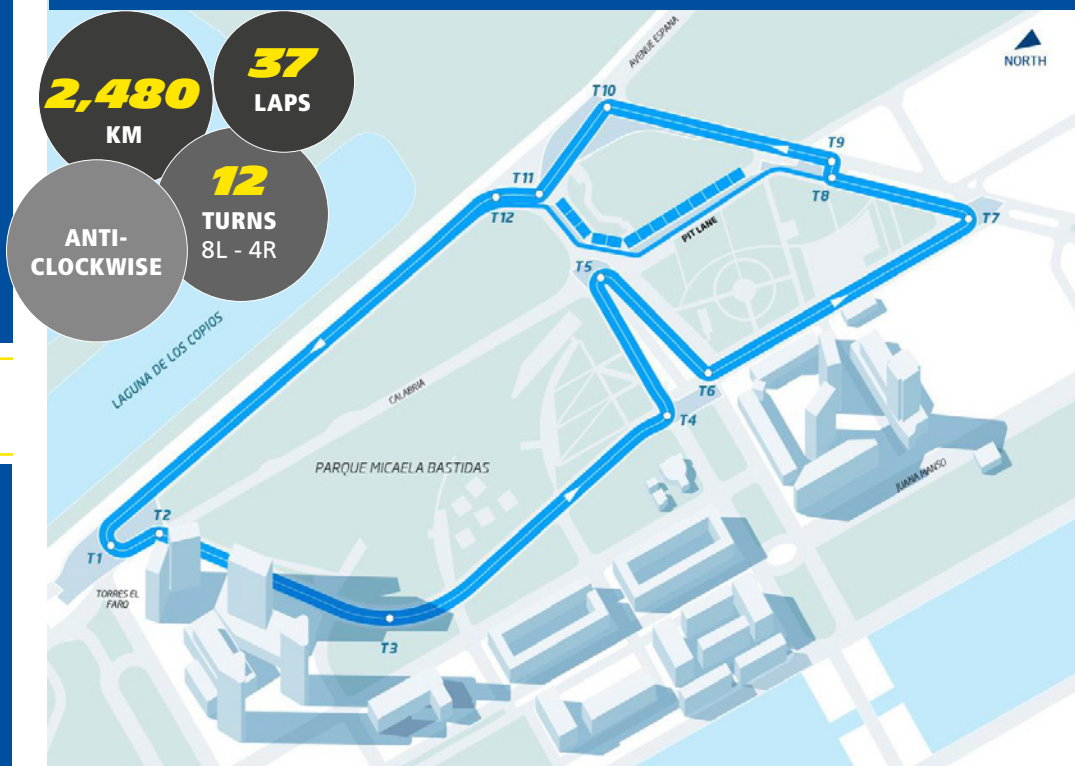 2,480
KM
37
LAPS
12
TURNS
8L - 4R
ANTI-
CLOCKWISE
NORTH
AVENUE ESPANA
T10
T9
T8
T7
T11
T12
PIT LANE
T5
T6
T4
LAGUNA DE LOS COPIOS
CALABRIA
PARQUE MICAELA BASTIDAS
JUANA MANSO
T2
T1
TORRES EL
FARO
T3